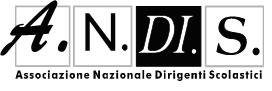 A. N. DI. S.
Associazione Nazionale Dirigenti Scolastici